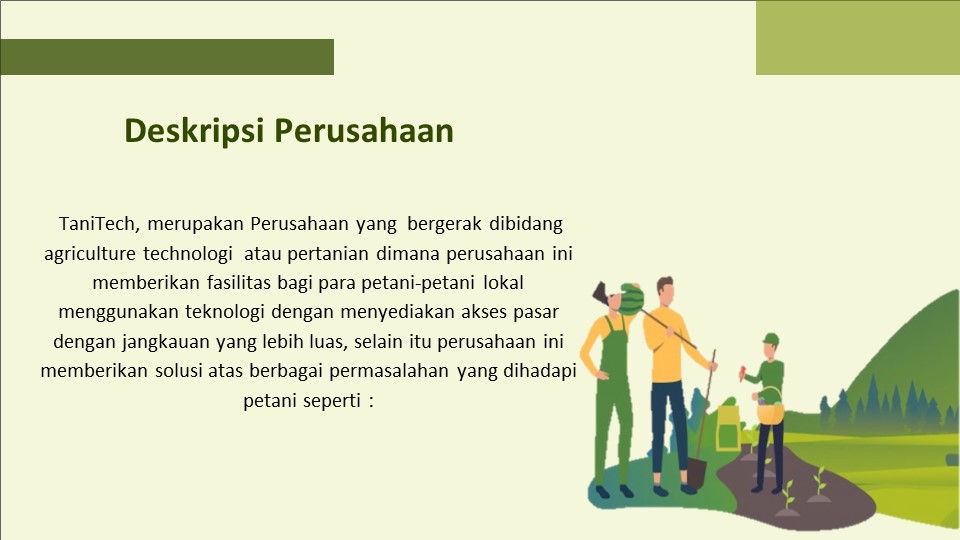 Deskripsi Perusahaan
TaniTech, merupakan Perusahaan yang bergerak dibidang
agriculture technologi atau pertanian dimana perusahaan ini
memberikan fasilitas bagi para petani-petani lokal
menggunakan teknologi dengan menyediakan akses pasar
dengan jangkauan yang lebih luas, selain itu perusahaan ini
memberikan solusi atas berbagai permasalahan yang dihadapi
petani seperti :